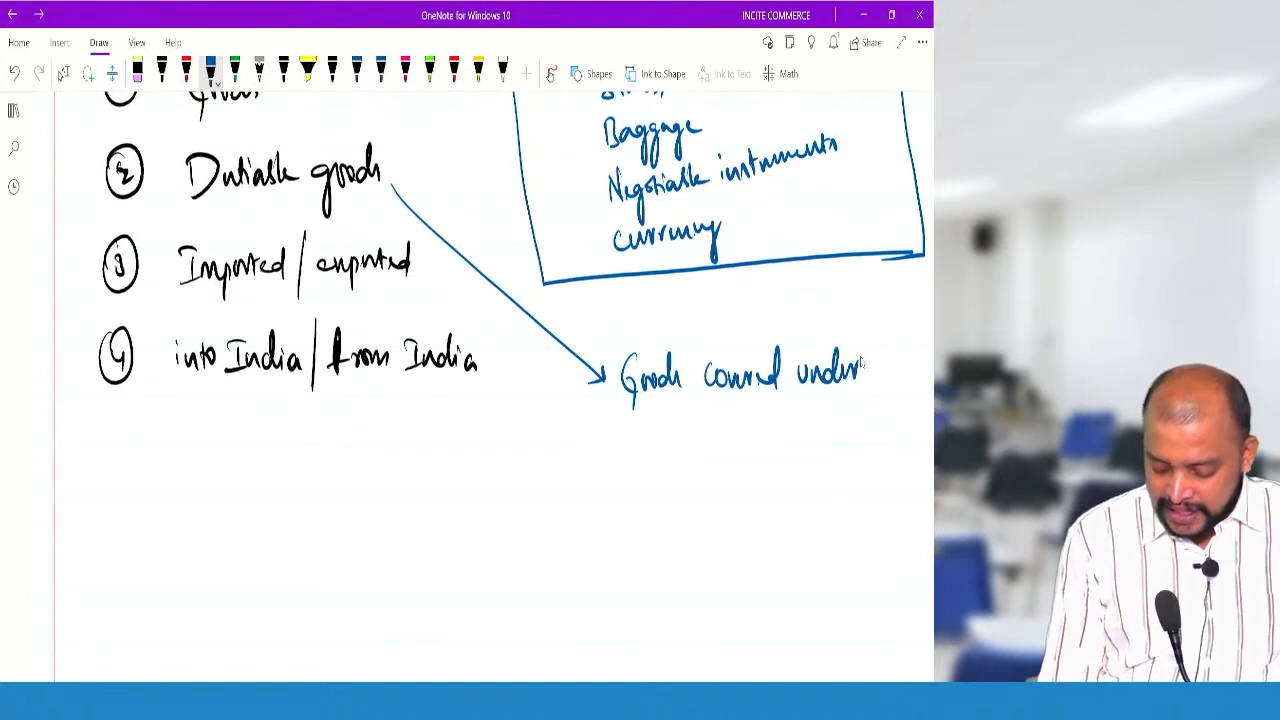 OneNote for Windows 10
INCITE COMMERCE
Home Insert Draw View Help
Share
Shapes
Ink to Shape
Ink to Text
Math
Baggage
Negotiable instruments
currency
2 Dutiable goods
3 Imported / exported
4 into India / from India
Goods covered under